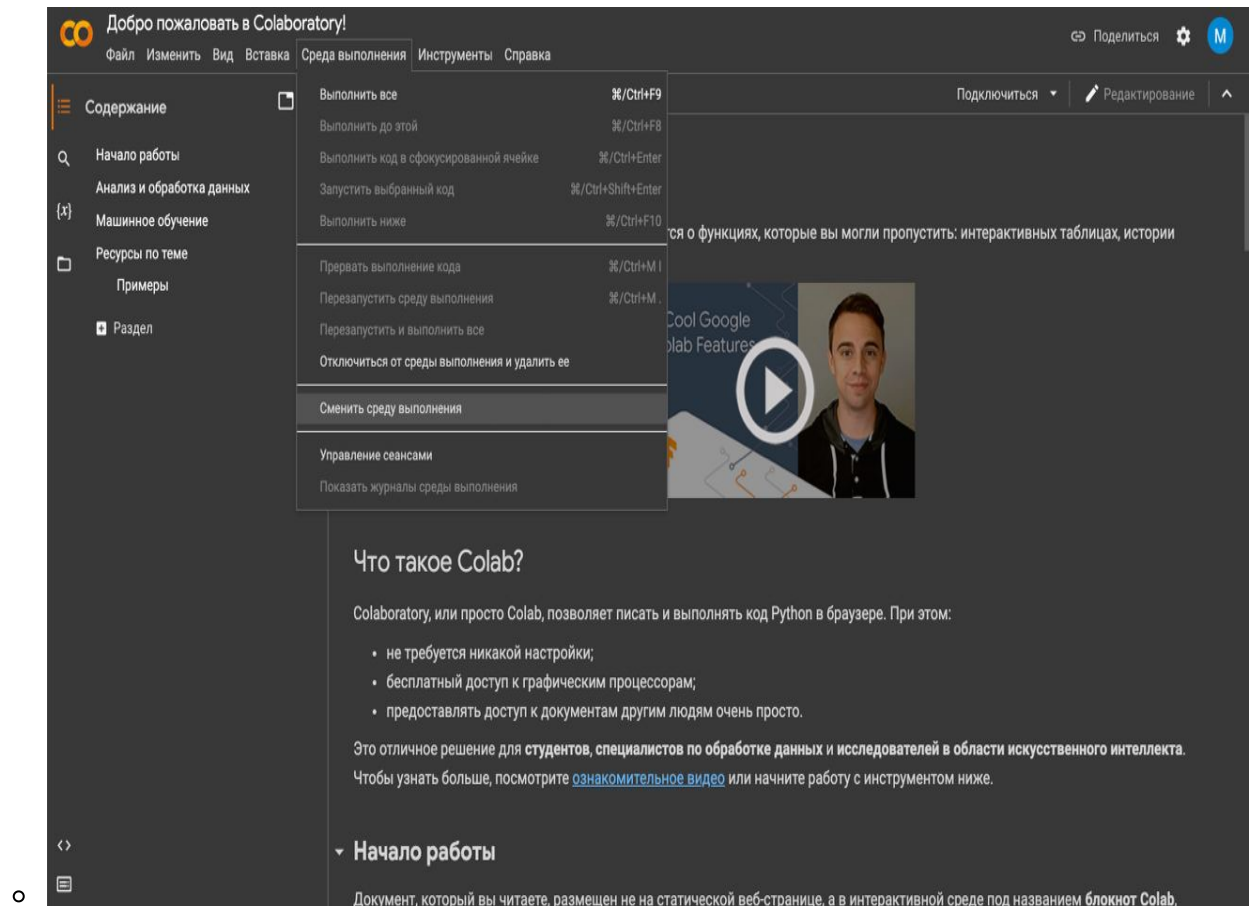 Добро пожаловать в Colaboratory!
Файл Изменить Вид Вставка Среда выполнения Инструменты Справка
Поделиться
M
Содержание
Начало работы
Анализ и обработка данных
{x} Машинное обучение
Ресурсы по теме
Примеры
Раздел
Выполнить все ⌘/Ctrl+F9
Выполнить до этой ⌘/Ctrl+F8
Выполнить код в сфокусированной ячейке ⌘/Ctrl+Enter
Запустить выбранный код ⌘/Ctrl+Shift+Enter
Выполнить ниже ⌘/Ctrl+F10
Прервать выполнение кода ⌘/Ctrl+M I
Перезапустить среду выполнения ⌘/Ctrl+M .
Перезапустить и выполнить все
Отключиться от среды выполнения и удалить ее
Сменить среду выполнения
Управление сеансами
Показать журналы среды выполнения
Подключиться Редактирование
ся о функциях, которые вы могли пропустить: интерактивных таблицах, истории
Cool Google
olab Features
Что такое Colab?
Colaboratory, или просто Colab, позволяет писать и выполнять код Python в браузере. При этом:
• не требуется никакой настройки;
• бесплатный доступ к графическим процессорам;
• предоставлять доступ к документам другим людям очень просто.
Это отличное решение для студентов, специалистов по обработке данных и исследователей в области искусственного интеллекта.
Чтобы узнать больше, посмотрите ознакомительное видео или начните работу с инструментом ниже.
Начало работы
Документ, который вы читаете, размещен не на статической веб-странице, а в интерактивной среде под названием блокнот Colab,